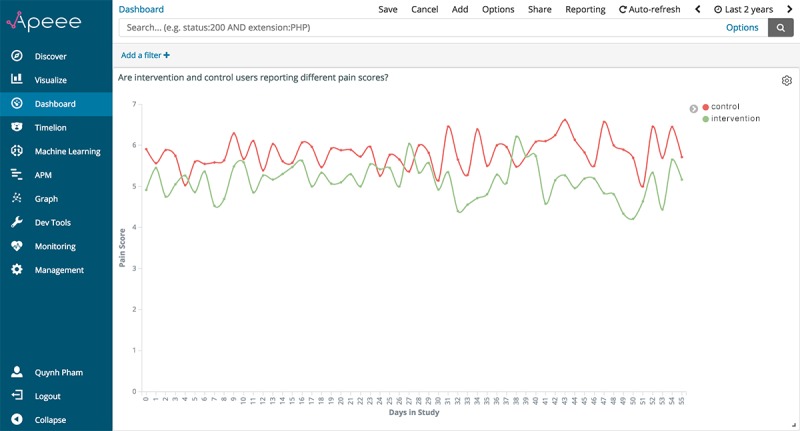 Apeee
Dashboard
Save Cancel Add Options Share Reporting Auto-refresh Last 2 years
Search... (e.g. status:200 AND extension:PHP)
Options
Add a filter +
Discover
Visualize
Dashboard
Timelion
Machine Learning
APM
Graph
Dev Tools
Monitoring
Management
Quynh Pham
Logout
Collapse
Are intervention and control users reporting different pain scores?
control
intervention
7
6
5
4
3
2
1
0
Pain Score
0 1 2 3 4 5 6 7 8 9 10 11 12 13 14 15 16 17 18 19 20 21 22 23 24 25 26 27 28 29 30 31 32 33 34 35 36 37 38 39 40 41 42 43 44 45 46 47 48 49 50 51 52 53 54 55
Days in Study